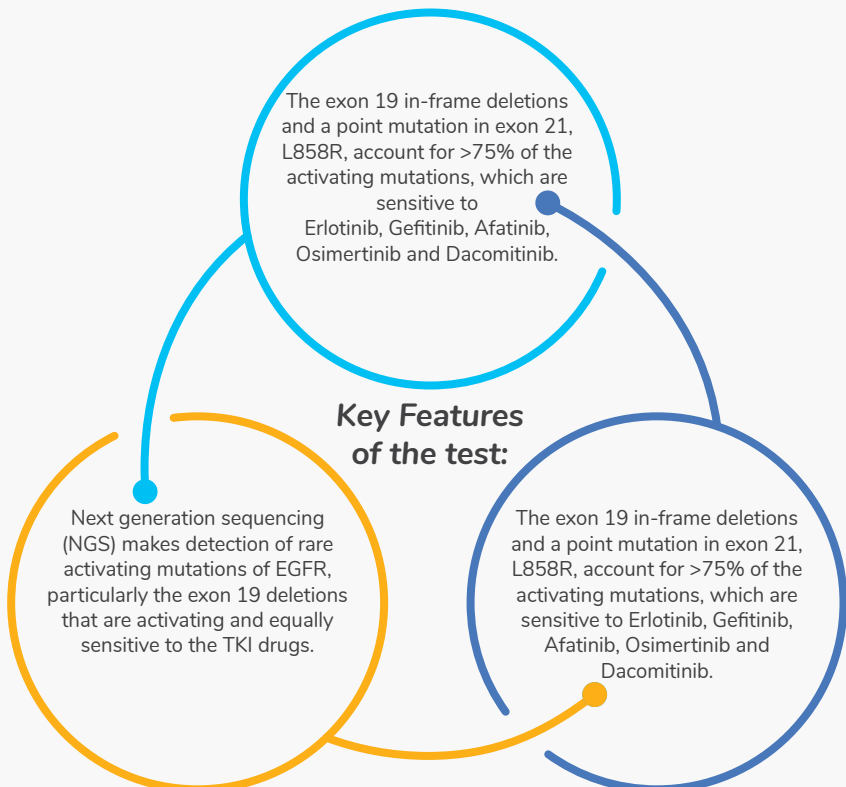 The exon 19 in-frame deletions
and a point mutation in exon 21,
L858R, account for >75% of the
activating mutations, which are
sensitive to
Erlotinib, Gefitinib, Afatinib,
Osimertinib and Dacomitinib.
Key Features
of the test:
Next generation sequencing
(NGS) makes detection of rare
activating mutations of EGFR,
particularly the exon 19 deletions
that are activating and equally
sensitive to the TKI drugs.
The exon 19 in-frame deletions
and a point mutation in exon 21,
L858R, account for >75% of the
activating mutations, which are
sensitive to Erlotinib, Gefitinib,
Afatinib, Osimertinib and
Dacomitinib.